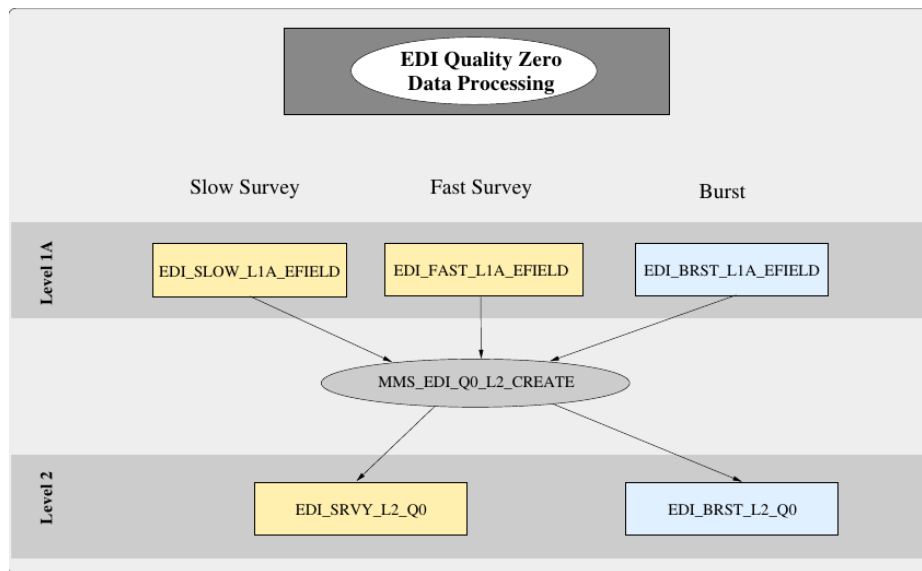 EDI Quality Zero
Data Processing
Slow Survey
Fast Survey
Burst
Level 1A
EDI_SLOW_L1A_EFIELD
EDI_FAST_L1A_EFIELD
EDI_BRST_L1A_EFIELD
MMS_EDI_Q0_L2_CREATE
Level 2
EDI_SRVY_L2_Q0
EDI_BRST_L2_Q0